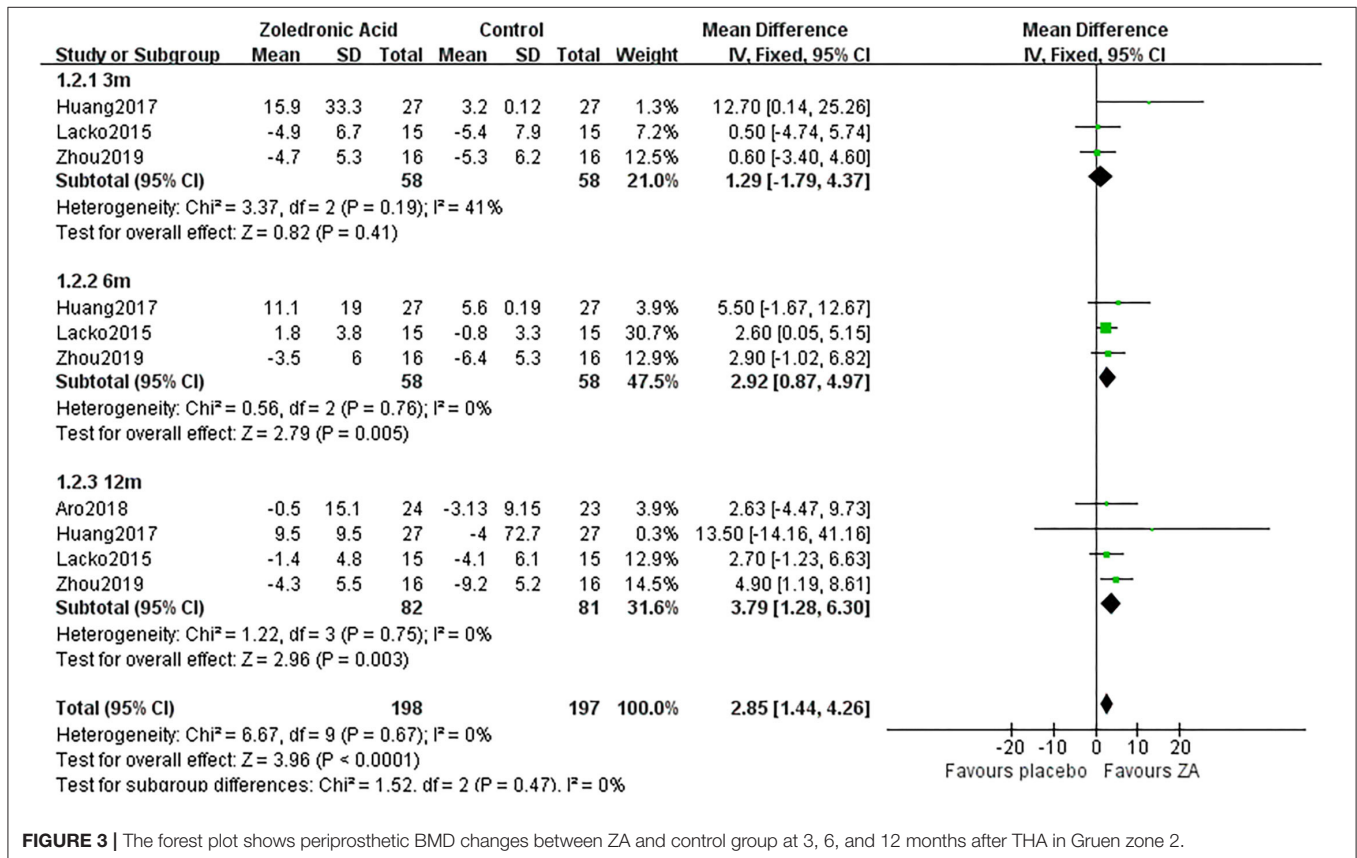 Zoledronic Acid Control Mean Difference Mean Difference
Study or Subgroup Mean SD Total Mean SD Total Weight IV, Fixed, 95% CI IV, Fixed, 95% CI
1.2.1 3m
Huang2017 15.9 33.3 27 3.2 0.12 27 1.3% 12.70 [0.14, 25.26]
Lacko2015 -4.9 6.7 15 -5.4 7.9 15 7.2% 0.50 [-4.74, 5.74]
Zhou2019 -4.7 5.3 16 -5.3 6.2 16 12.5% 0.60 [-3.40, 4.60]
Subtotal (95% CI) 58 58 21.0% 1.29 [-1.79, 4.37]
Heterogeneity: Chi² = 3.37, df = 2 (P = 0.19); I² = 41%
Test for overall effect: Z = 0.82 (P = 0.41)
1.2.2 6m
Huang2017 11.1 19 27 5.6 0.19 27 3.9% 5.50 [-1.67, 12.67]
Lacko2015 1.8 3.8 15 -0.8 3.3 15 30.7% 2.60 [0.05, 5.15]
Zhou2019 -3.5 6 16 -6.4 5.3 16 12.9% 2.90 [-1.02, 6.82]
Subtotal (95% CI) 58 58 47.5% 2.92 [0.87, 4.97]
Heterogeneity: Chi² = 0.56, df = 2 (P = 0.76); I² = 0%
Test for overall effect: Z = 2.79 (P = 0.005)
1.2.3 12m
Aro2018 -0.5 15.1 24 -3.13 9.15 23 3.9% 2.63 [-4.47, 9.73]
Huang2017 9.5 9.5 27 -4 72.7 27 0.3% 13.50 [-14.16, 41.16]
Lacko2015 -1.4 4.8 15 -4.1 6.1 15 12.9% 2.70 [-1.23, 6.63]
Zhou2019 -4.3 5.5 16 -9.2 5.2 16 14.5% 4.90 [1.19, 8.61]
Subtotal (95% CI) 82 81 31.6% 3.79 [1.28, 6.30]
Heterogeneity: Chi² = 1.22, df = 3 (P = 0.75); I² = 0%
Test for overall effect: Z = 2.96 (P = 0.003)
Total (95% CI) 198 197 100.0% 2.85 [1.44, 4.26]
Heterogeneity: Chi² = 6.67, df = 9 (P = 0.67); I² = 0%
Test for overall effect: Z = 3.96 (P < 0.0001)
Test for subgroup differences: Chi² = 1.52, df = 2 (P = 0.47), I² = 0%
-20 -10 0 10 20
Favours placebo Favours ZA
FIGURE 3 | The forest plot shows periprosthetic BMD changes between ZA and control group at 3, 6, and 12 months after THA in Gruen zone 2.